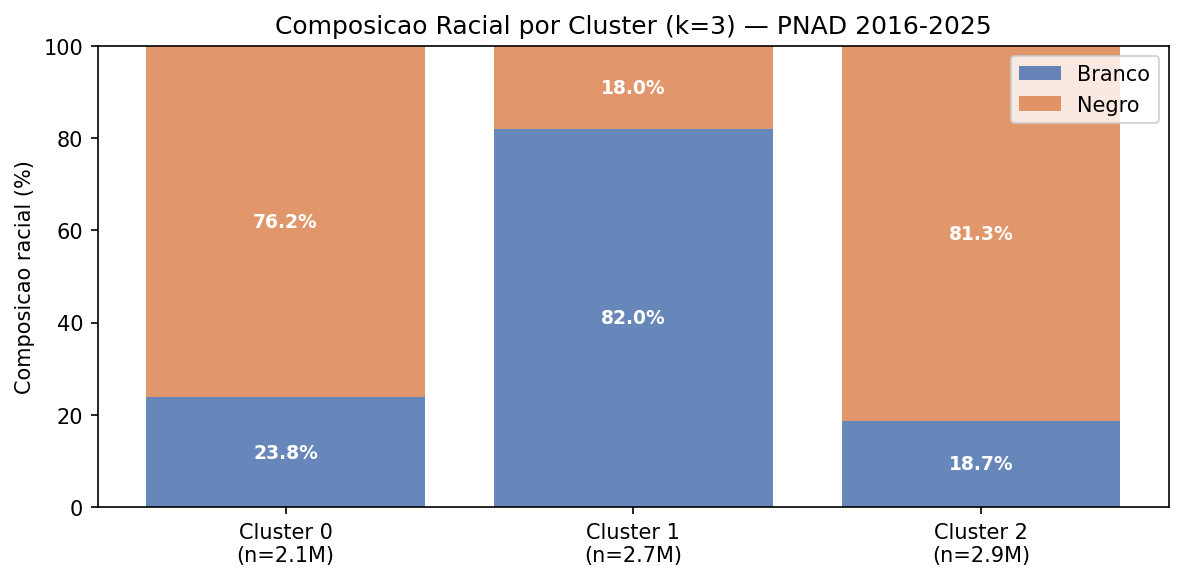 Composicao Racial por Cluster (k=3) — PNAD 2016-2025
Composicao racial (%)
100
80
60
40
20
0
Branco
Negro
76.2%
23.8%
18.0%
82.0%
81.3%
18.7%
Cluster 0
(n=2.1M)
Cluster 1
(n=2.7M)
Cluster 2
(n=2.9M)